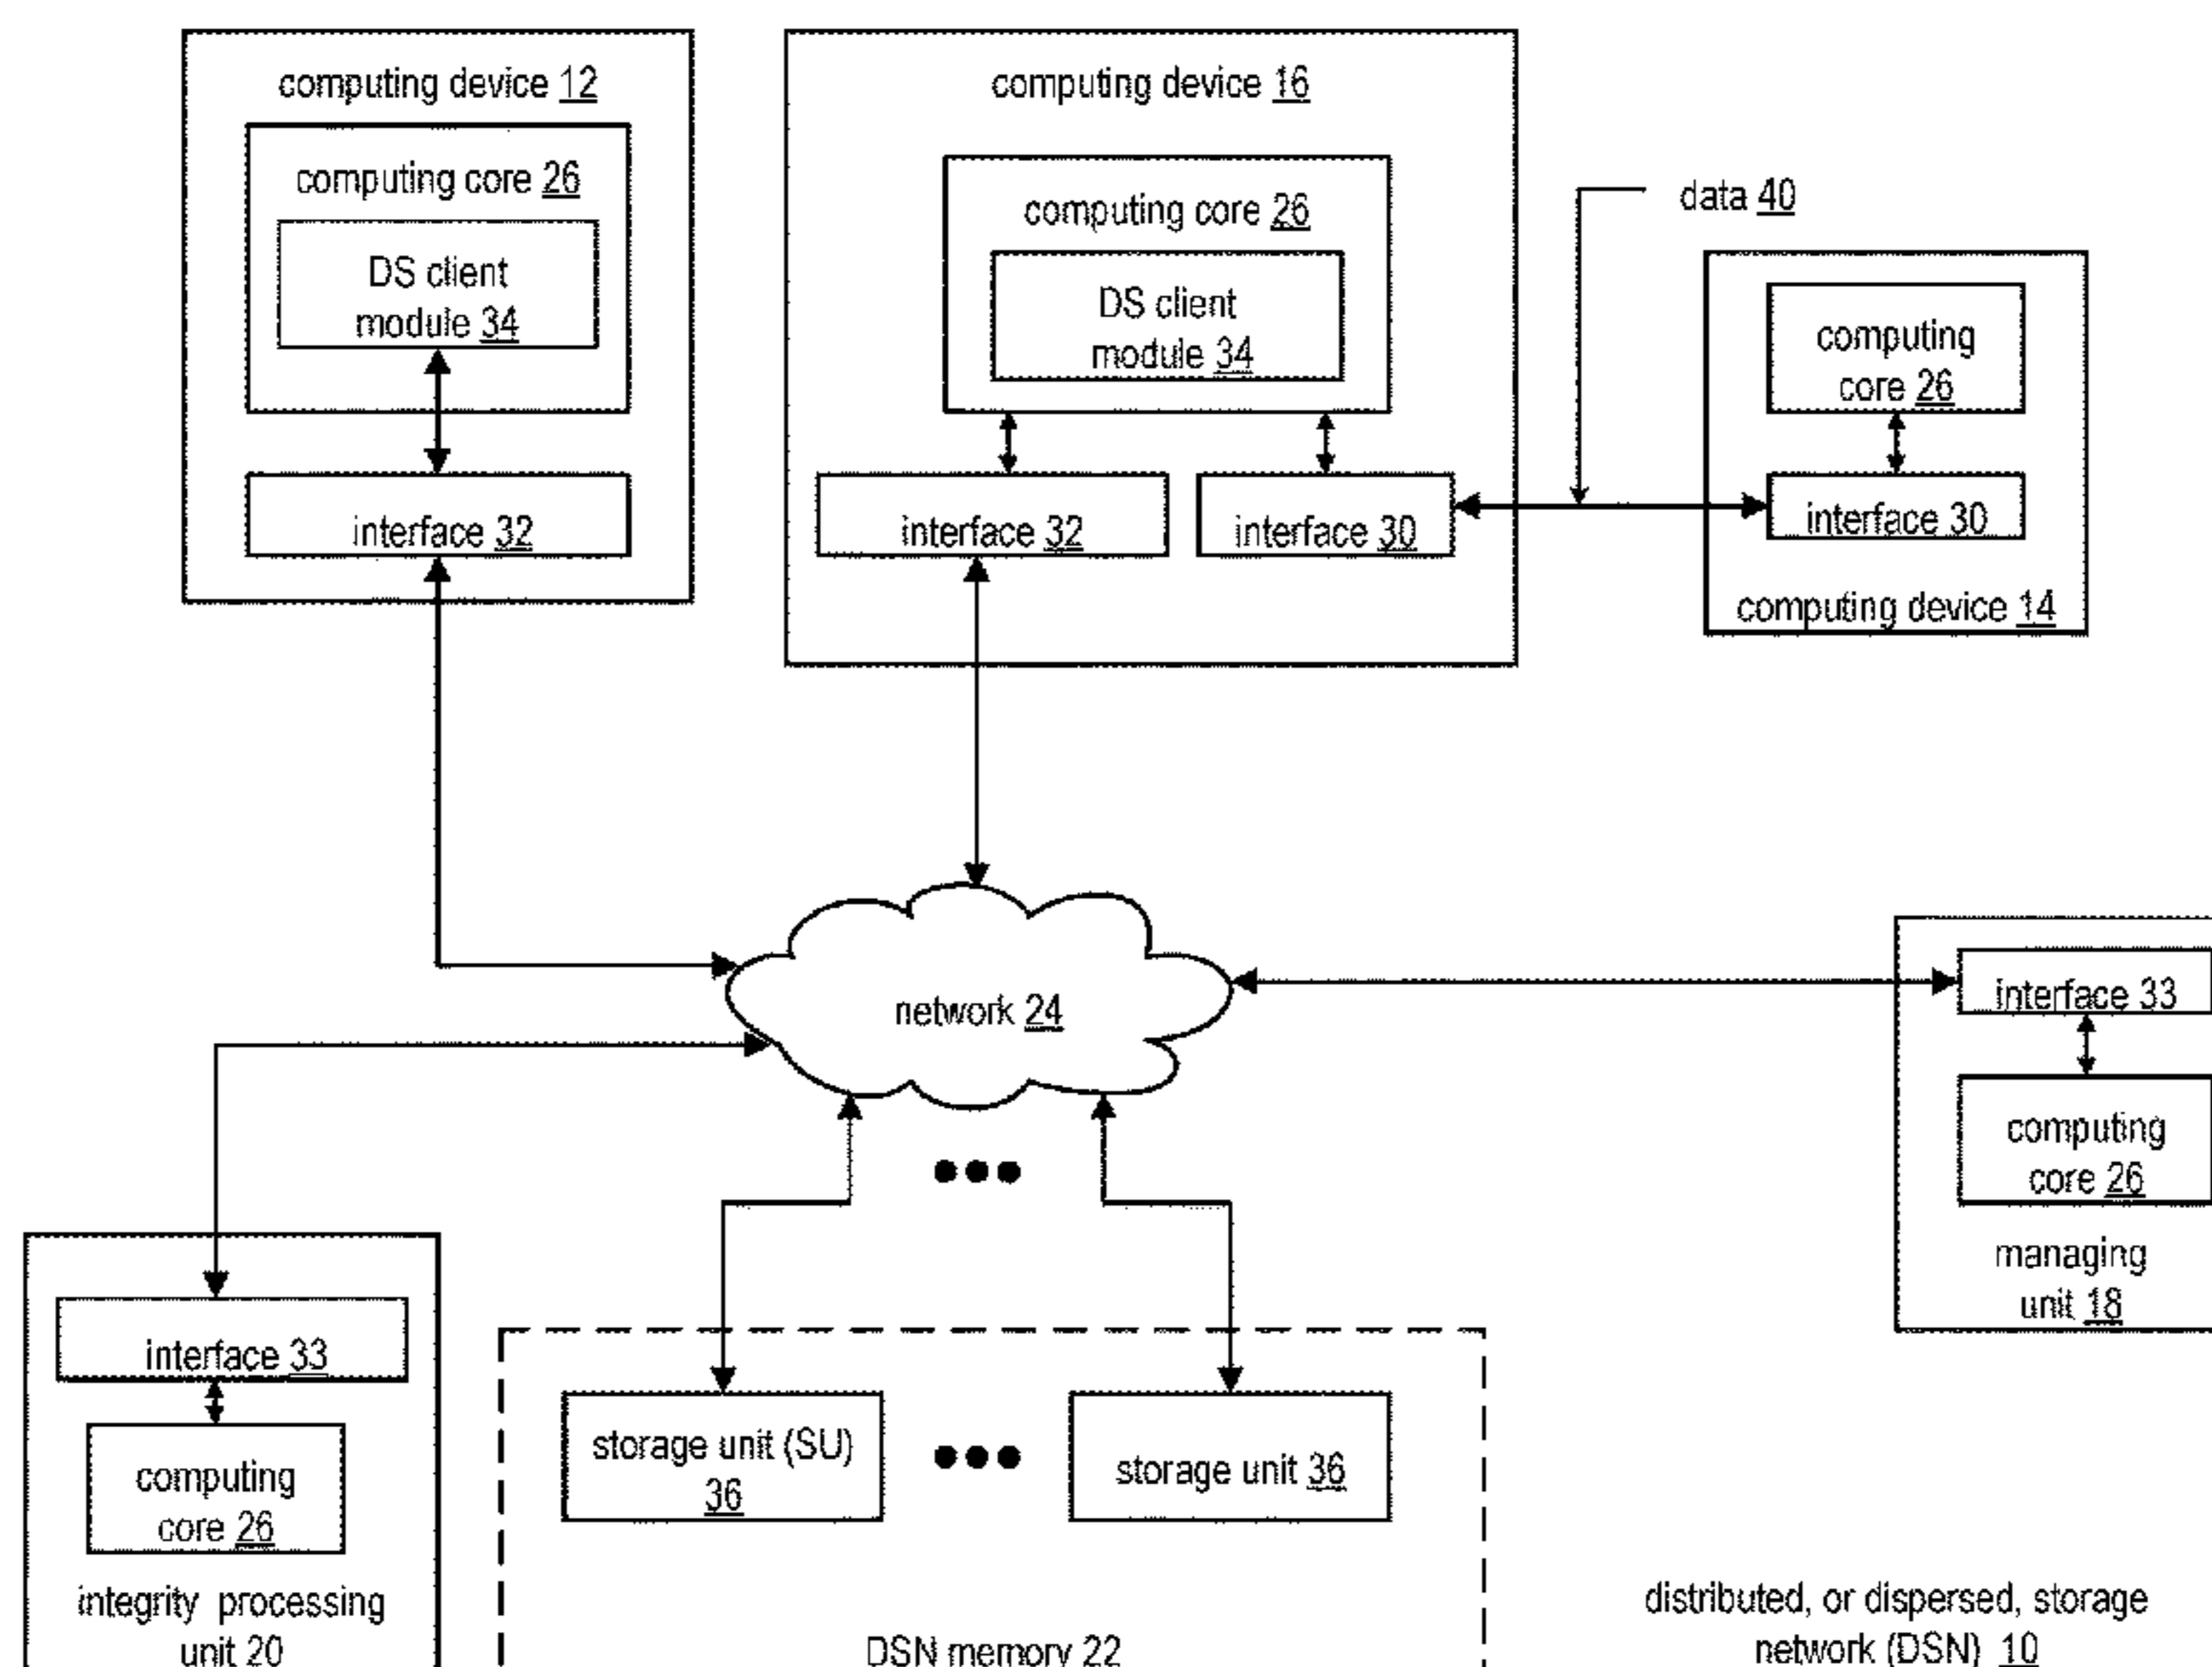 computing device 12
computing core 26
DS client
module 34
interface 32
computing device 16
computing core 26
DS client
module 34
interface 32
interface 30
data 40
computing
core 26
interface 30
computing device 14
network 24
interface 33
computing
core 26
managing
unit 18
interface 33
computing
core 26
integrity processing
unit 20
storage unit (SU)
36
storage unit 36
DSN memory 22
distributed, or dispersed, storage
network (DSN) 10